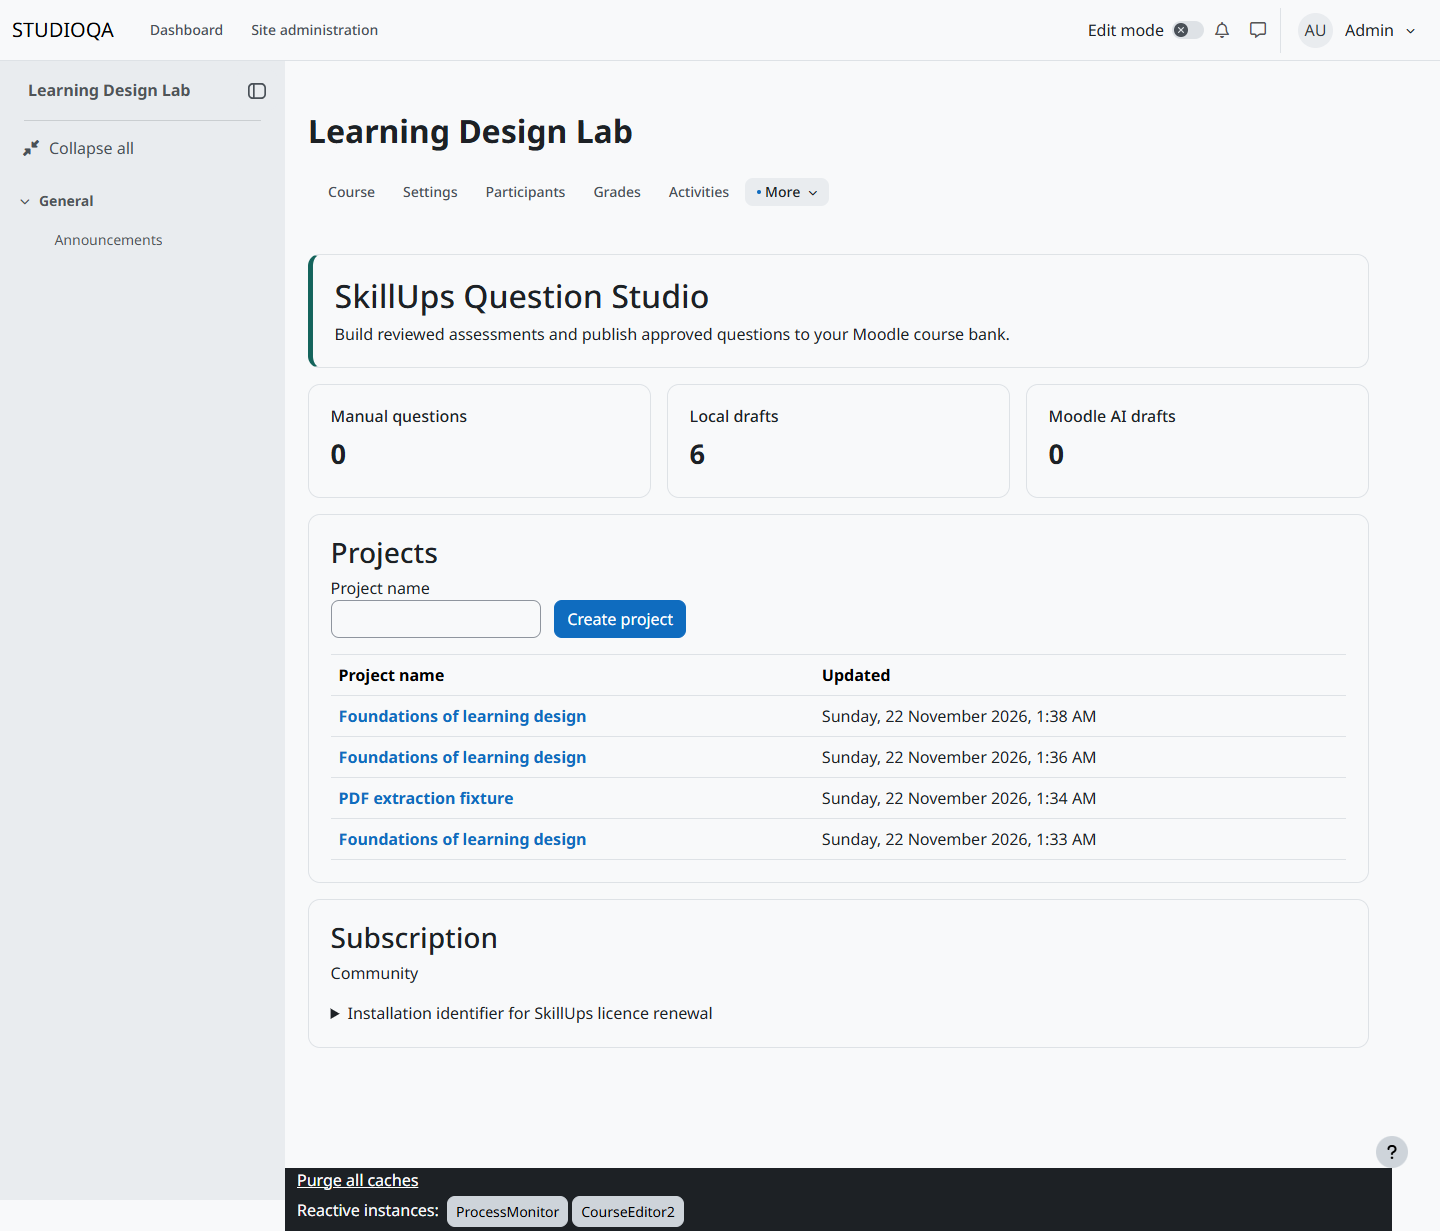 STUDIOQA
Dashboard
Site administration
Edit mode
AU
Admin
Learning Design Lab
Collapse all
General
Announcements
Learning Design Lab
Course
Settings
Participants
Grades
Activities
• More
SkillUps Question Studio
Build reviewed assessments and publish approved questions to your Moodle course bank.
Manual questions
0
Local drafts
6
Moodle AI drafts
0
Projects
Project name
Create project
Project name Updated
Foundations of learning design Sunday, 22 November 2026, 1:38 AM
Foundations of learning design Sunday, 22 November 2026, 1:36 AM
PDF extraction fixture Sunday, 22 November 2026, 1:34 AM
Foundations of learning design Sunday, 22 November 2026, 1:33 AM
Subscription
Community
Installation identifier for SkillUps licence renewal
?
Purge all caches
Reactive instances: ProcessMonitor CourseEditor2